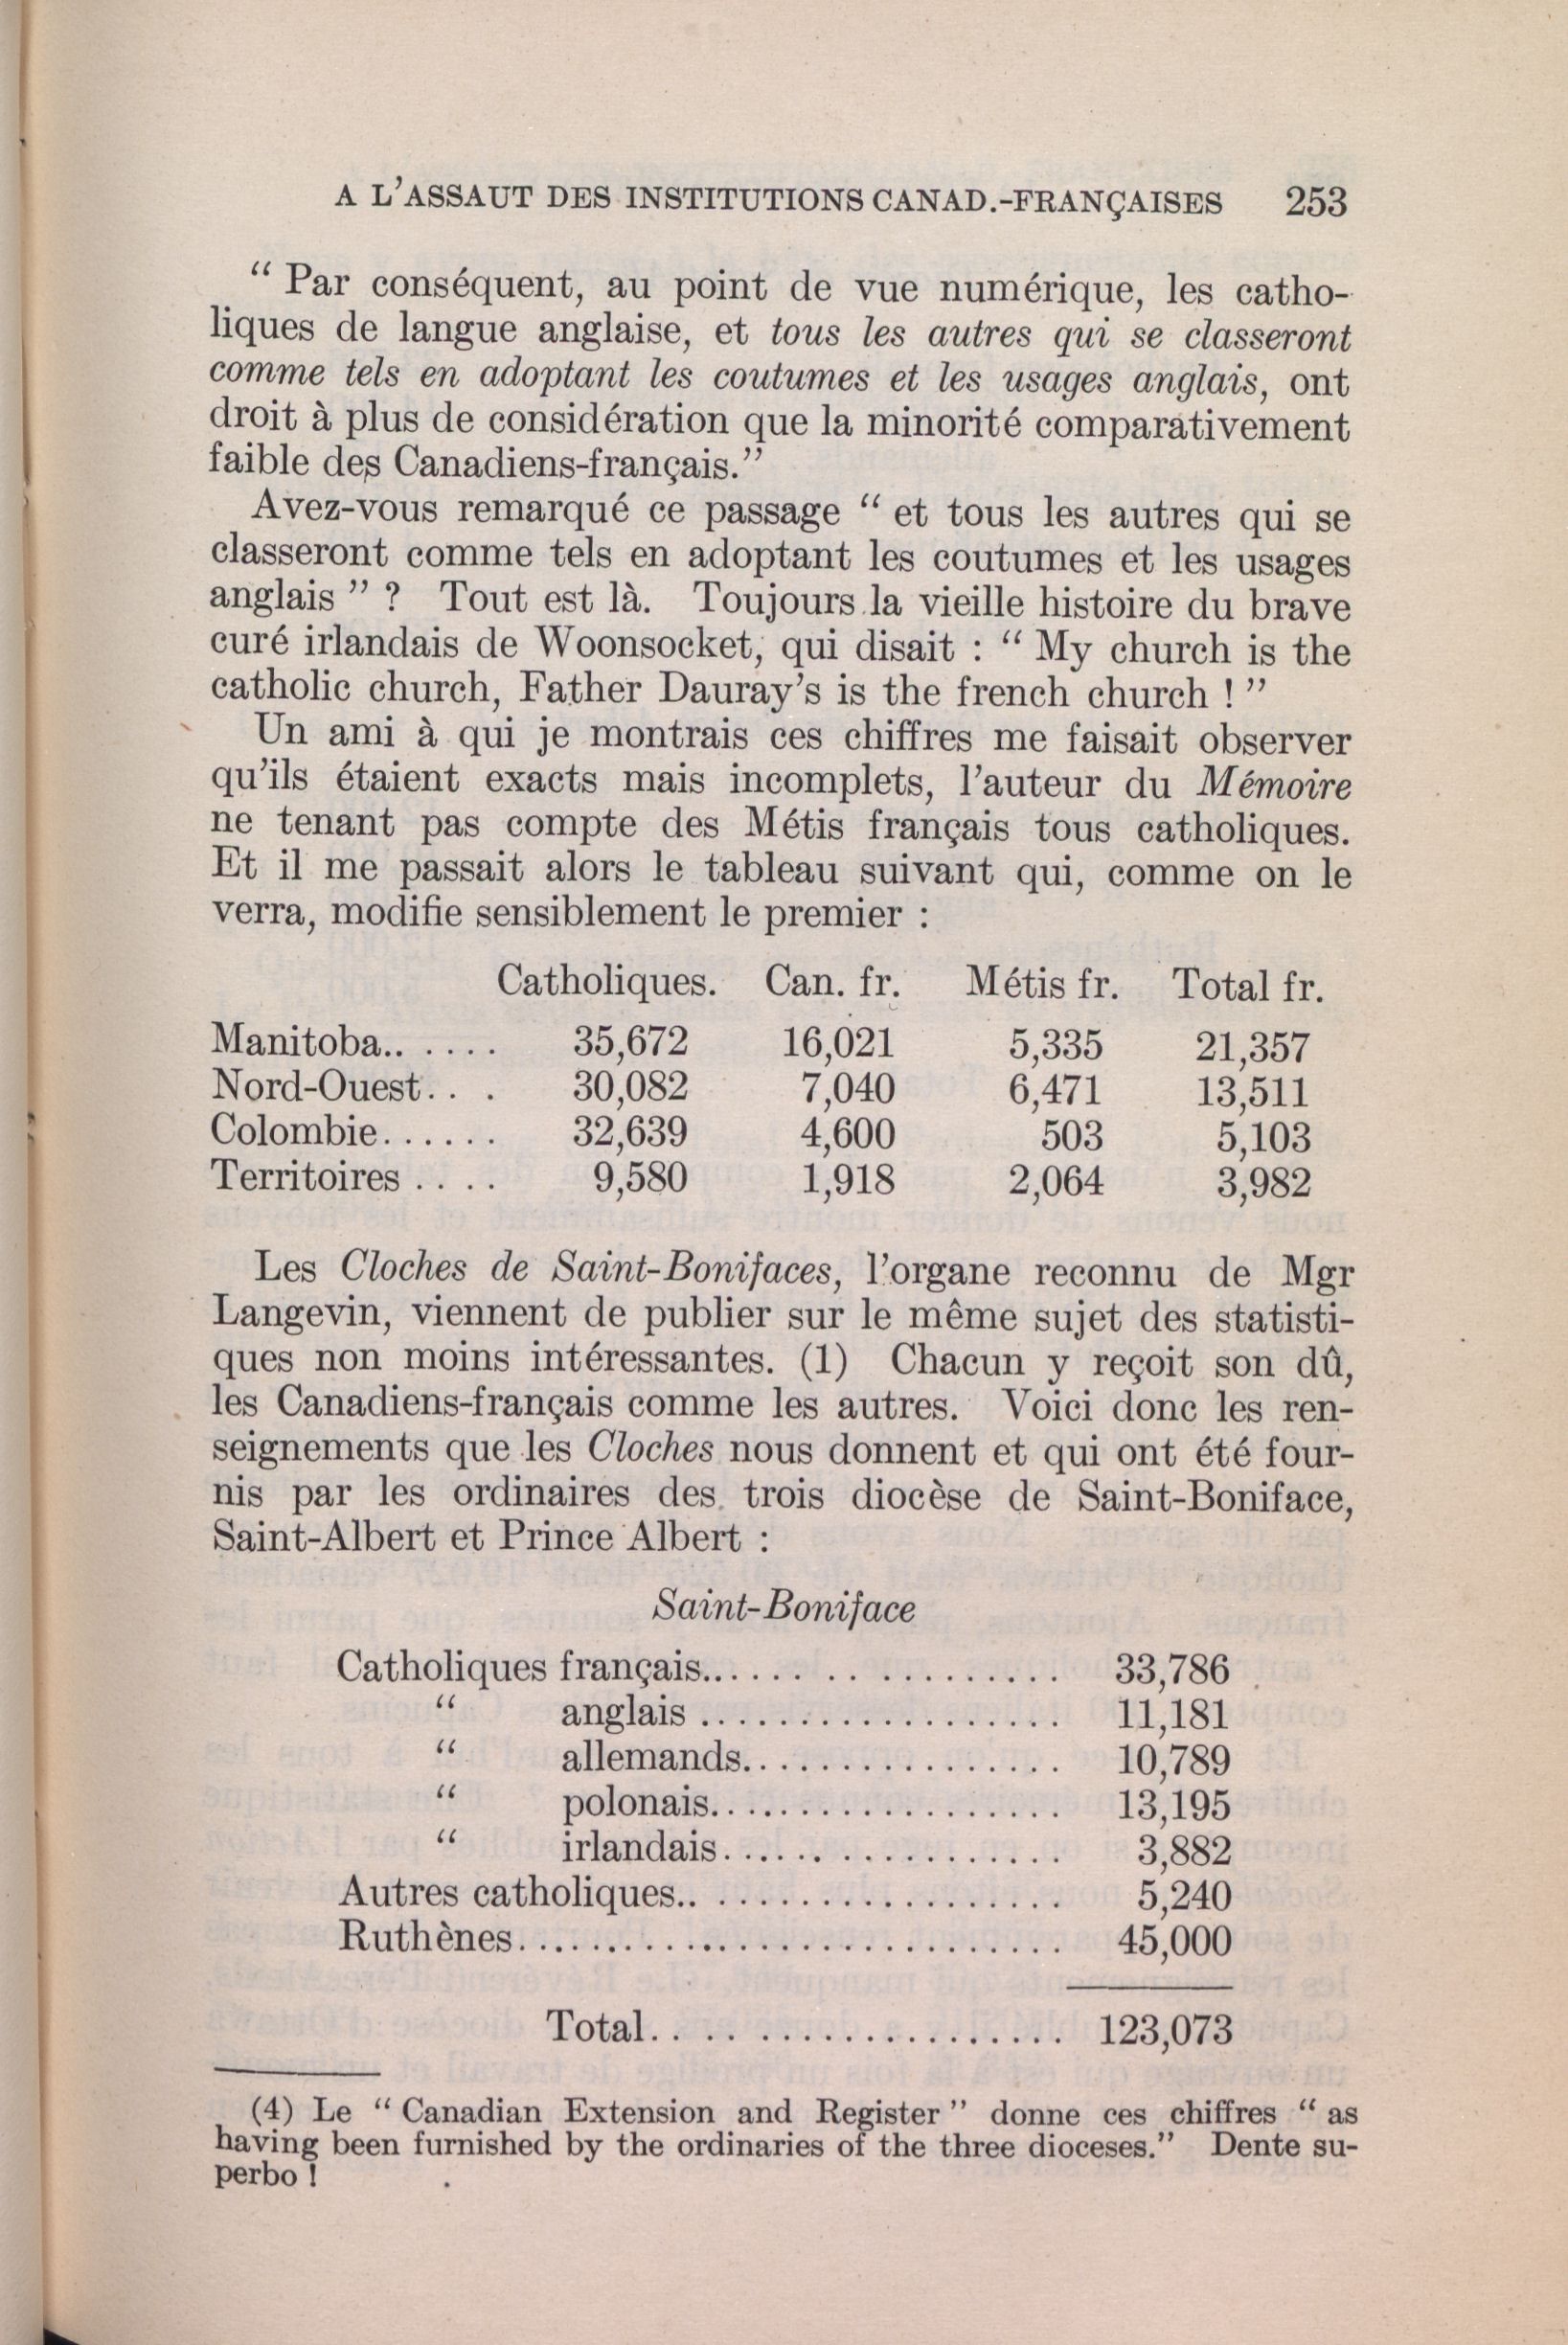 A L'ASSAUT DES INSTITUTIONS CANAD.-FRANÇAISES 253
“ Par conséquent, au point de vue numérique, les catho-
liques de langue anglaise, et tous les autres qui se classeront
comme tels en adoptant les coutumes et les usages anglais, ont
droit à plus de considération que la minorité comparativement
faible des Canadiens-français.”
Avez-vous remarqué ce passage “ et tous les autres qui se
classeront comme tels en adoptant les coutumes et les usages
anglais ” ? Tout est là. Toujours la vieille histoire du brave
curé irlandais de Woonsocket, qui disait : “ My church is the
catholic church, Father Dauray's is the french church ! ”
Un ami à qui je montrais ces chiffres me faisait observer
qu'ils étaient exacts mais incomplets, l'auteur du Mémoire
ne tenant pas compte des Métis français tous catholiques.
Et il me passait alors le tableau suivant qui, comme on le
verra, modifie sensiblement le premier :
Catholiques. Can. fr. Métis fr. Total fr.
Manitoba.. .... 35,672 16,021 5,335 21,357
Nord-Ouest. . . 30,082 7,040 6,471 13,511
Colombie...... 32,639 4,600 503 5,103
Territoires .... 9,580 1,918 2,064 3,982
Les Cloches de Saint-Bonifaces, l'organe reconnu de Mgr
Langevin, viennent de publier sur le même sujet des statisti-
ques non moins intéressantes. (1) Chacun y reçoit son dû,
les Canadiens-français comme les autres. Voici donc les ren-
seignements que les Cloches nous donnent et qui ont été four-
nis par les ordinaires des trois diocèse de Saint-Boniface,
Saint-Albert et Prince Albert :
Saint-Boniface
Catholiques français.................. 33,786
“ anglais .................. 11,181
“ allemands................ 10,789
“ polonais.................. 13,195
“ irlandais.................. 3,882
Autres catholiques.. ................. 5,240
Ruthènes............................ 45,000
Total.................... 123,073
(4) Le “ Canadian Extension and Register ” donne ces chiffres “ as
having been furnished by the ordinaries of the three dioceses.” Dente su-
perbo !